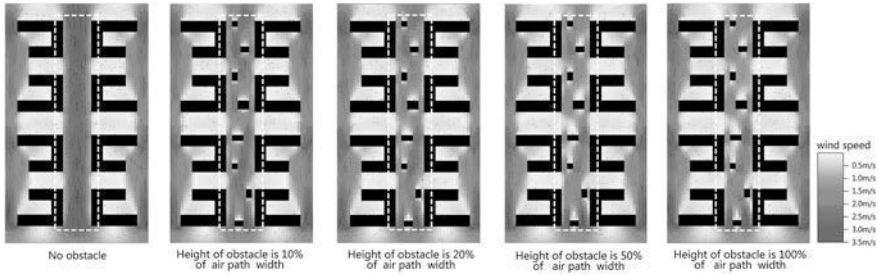 wind speed
0.5m/s
1.0m/s
1.5m/s
2.0m/s
2.5m/s
3.0m/s
3.5m/s
No obstacle
Height of obstacle is 10%
of air path width
Height of obstacle is 20%
of air path width
Height of obstacle is 50%
of air path width
Height of obstacle is 100%
of air path width